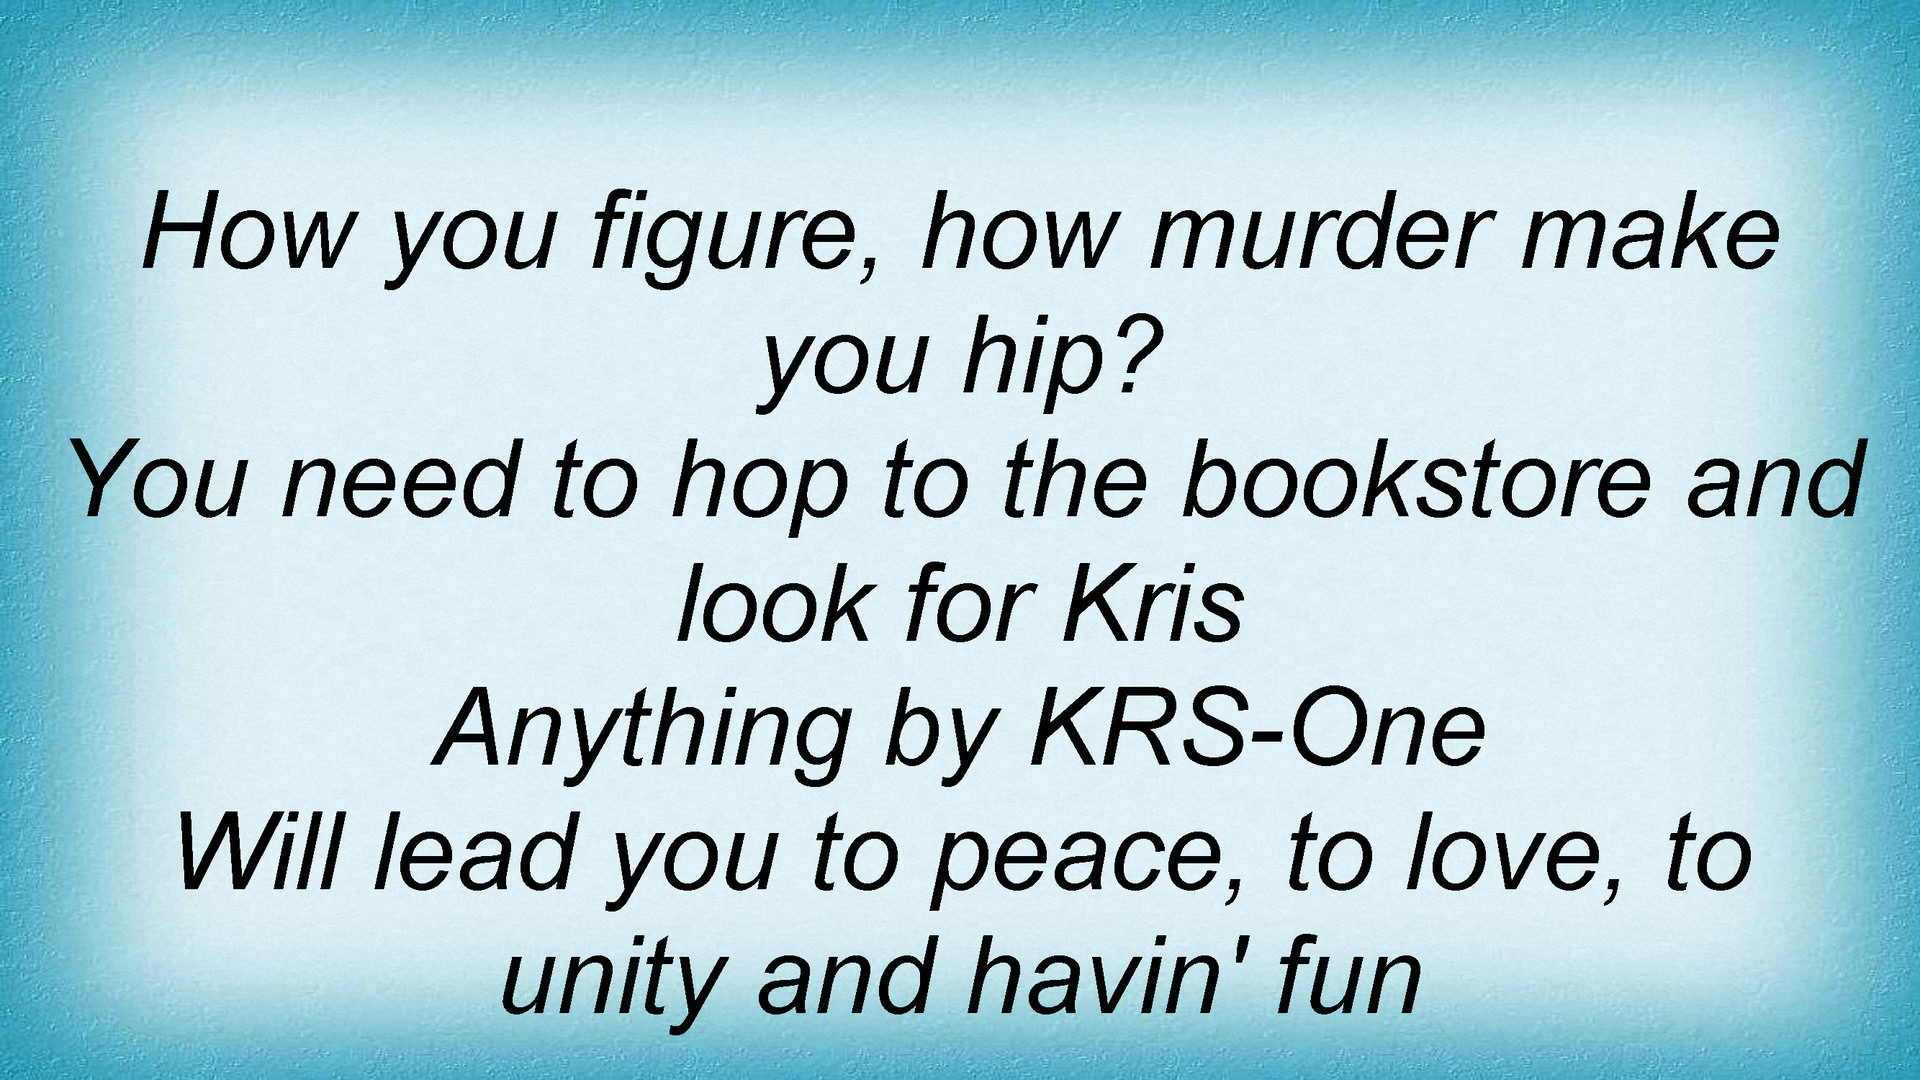 How you figure, how murder make
you hip?
You need to hop to the bookstore and
look for Kris
Anything by KRS-One
Will lead you to peace, to love, to
unity and havin' fun